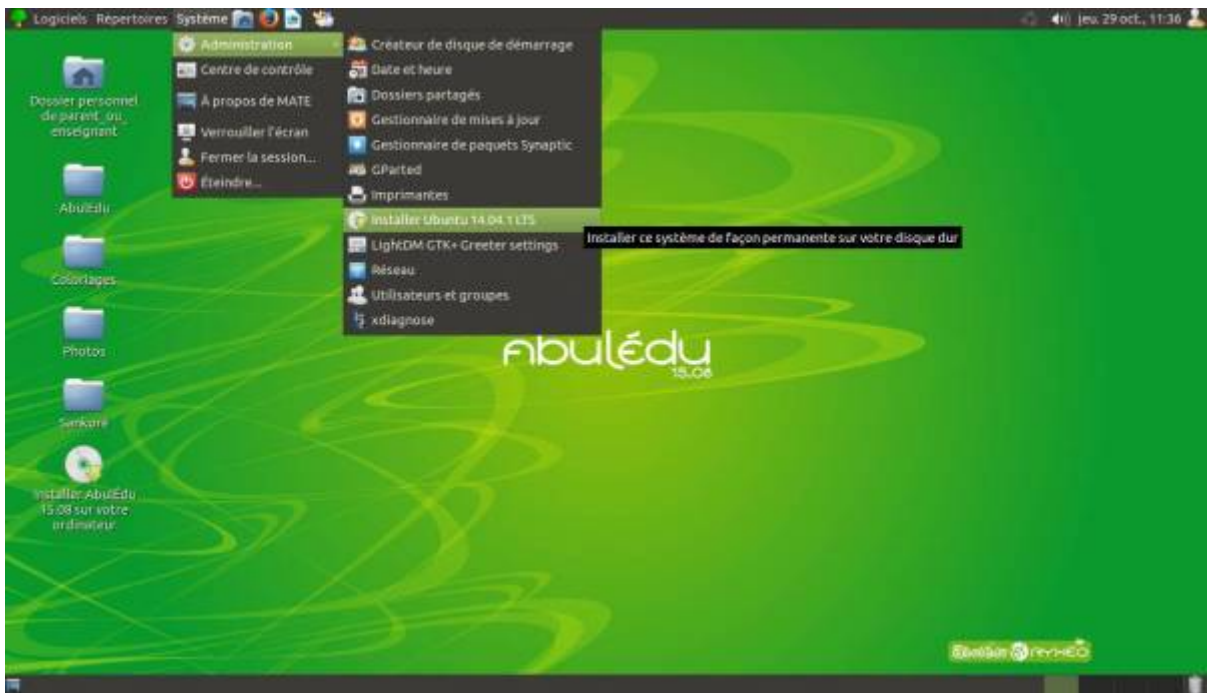 Logiciels Répertoires Système
jeu. 29 oct., 11:36
Administration
Centre de contrôle
À propos de MATE
Verrouiller l'écran
Fermer la session...
Éteindre...
Créateur de disque de démarrage
Date et heure
Dossiers partagés
Gestionnaire de mises à jour
Gestionnaire de paquets Synaptic
GParted
Imprimantes
Installer Ubuntu 14.04.1 LTS
LightDM GTK+ Greeter settings
Réseau
Utilisateurs et groupes
xdiagnose
Installer ce système de façon permanente sur votre disque dur
Dossier personnel
de parent_ou_
enseignant
AbulÉdu
Coloriages
Photos
Sankoré
Installer AbulÉdu
15.08 sur votre
ordinateur
abulédu
15.08
RYXEO